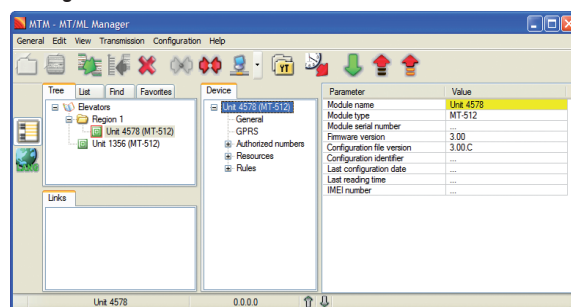 MTM - MT/ML Manager
General Edit View Transmission Configuration Help
YT
Tree List Find Favorites
Elevators
Region 1
Unit 4578 (MT-512)
Unit 1356 (MT-512)
Links
Device
Unit 4578 (MT-512)
General
GPRS
Authorized numbers
Resources
Rules
Parameter Value
Module name Unit 4578
Module type MT-512
Module serial number ...
Firmware version 3.00
Configuration file version 3.00.C
Configuration identifier ...
Last configuration date ...
Last reading time ...
IMEI number ...
Unit 4578 0.0.0.0